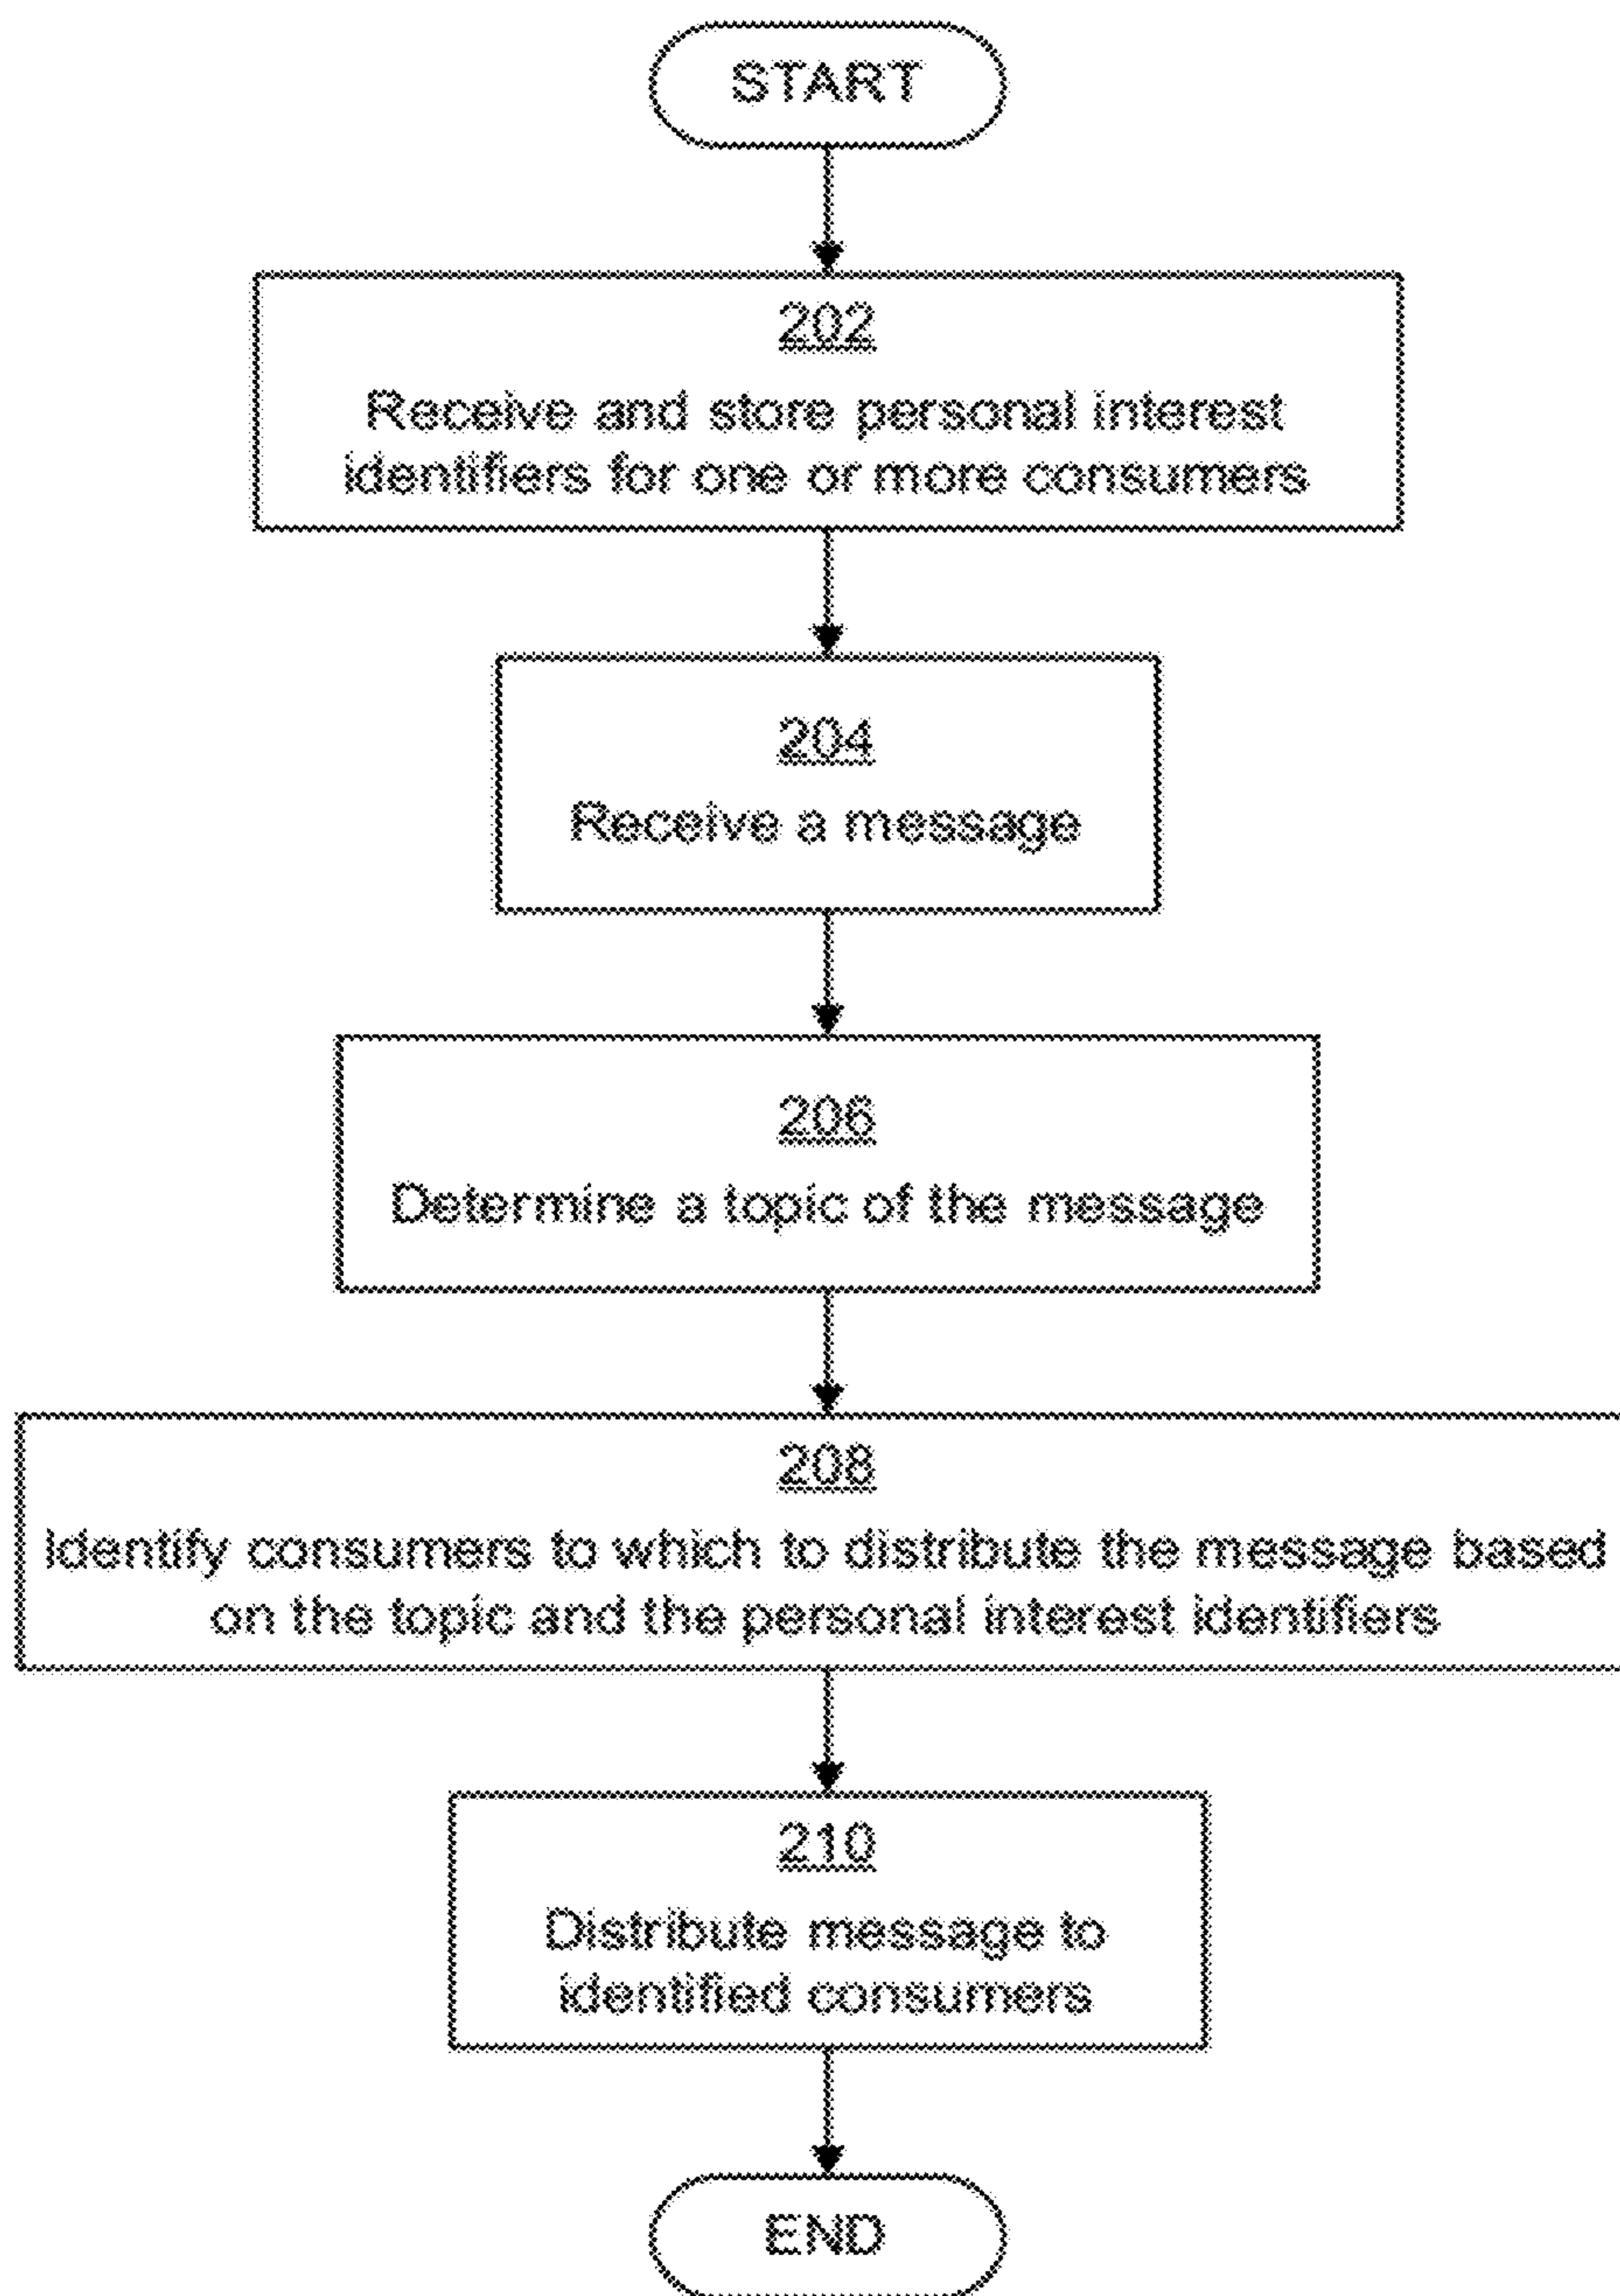 START
202
Receive and store personal interest
identifiers for one or more consumers
204
Receive a message
206
Determine a topic of the message
208
Identify consumers to which to distribute the message based
on the topic and the personal interest identifiers
210
Distribute message to
identified consumers
END